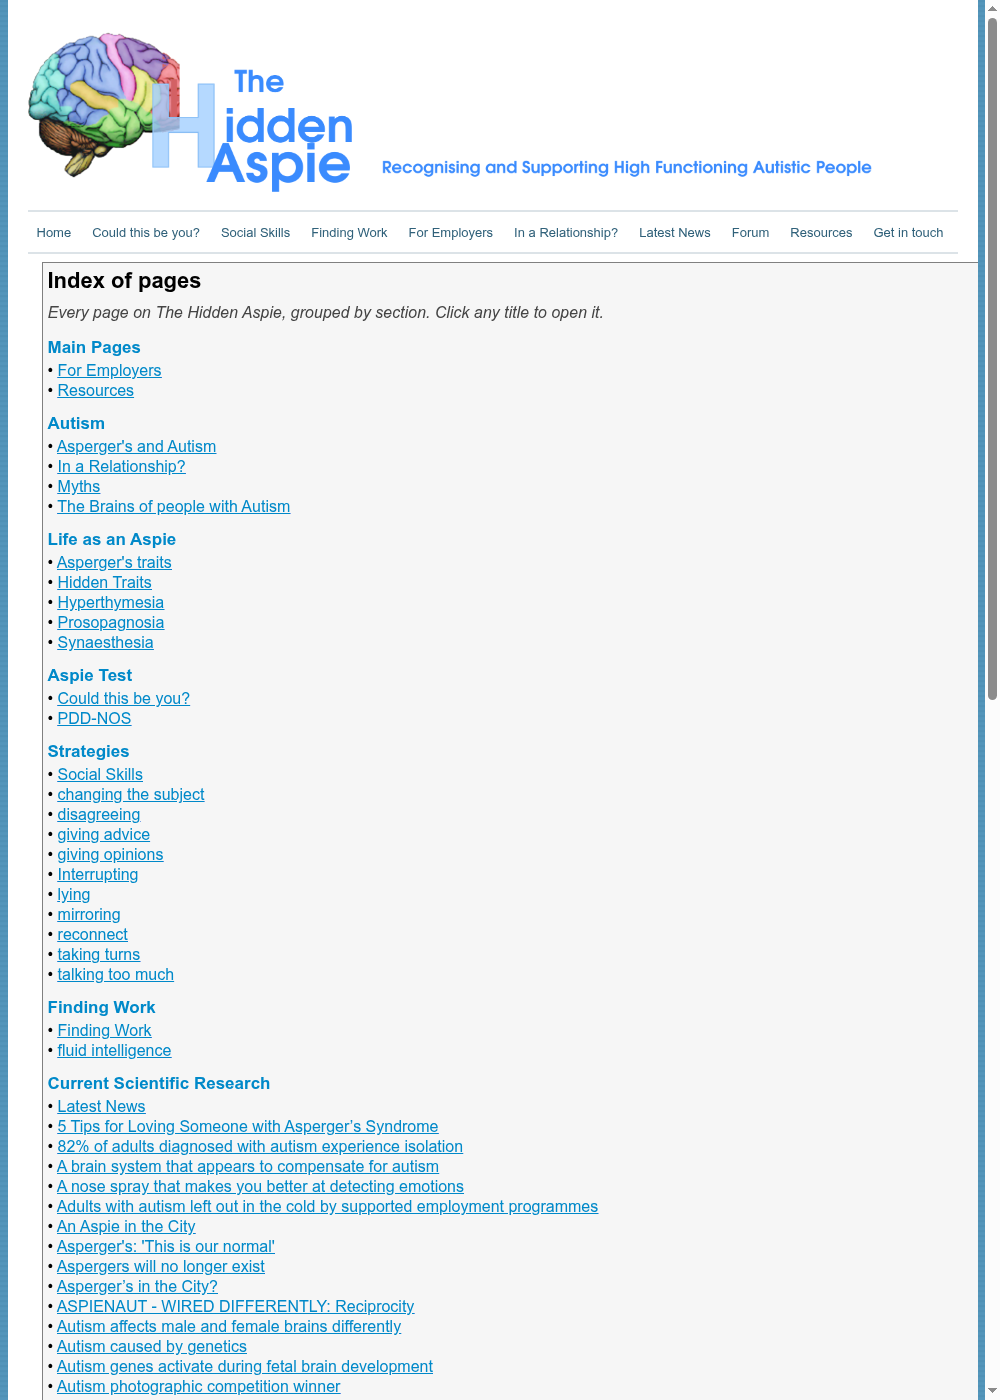 The
Hidden
Aspie
Recognising and Supporting High Functioning Autistic People
Home Could this be you? Social Skills Finding Work For Employers In a Relationship? Latest News Forum Resources Get in touch
Index of pages
Every page on The Hidden Aspie, grouped by section. Click any title to open it.
Main Pages
• For Employers
• Resources
Autism
• Asperger's and Autism
• In a Relationship?
• Myths
• The Brains of people with Autism
Life as an Aspie
• Asperger's traits
• Hidden Traits
• Hyperthymesia
• Prosopagnosia
• Synaesthesia
Aspie Test
• Could this be you?
• PDD-NOS
Strategies
• Social Skills
• changing the subject
• disagreeing
• giving advice
• giving opinions
• Interrupting
• lying
• mirroring
• reconnect
• taking turns
• talking too much
Finding Work
• Finding Work
• fluid intelligence
Current Scientific Research
• Latest News
• 5 Tips for Loving Someone with Asperger’s Syndrome
• 82% of adults diagnosed with autism experience isolation
• A brain system that appears to compensate for autism
• A nose spray that makes you better at detecting emotions
• Adults with autism left out in the cold by supported employment programmes
• An Aspie in the City
• Asperger's: 'This is our normal'
• Aspergers will no longer exist
• Asperger’s in the City?
• ASPIENAUT - WIRED DIFFERENTLY: Reciprocity
• Autism affects male and female brains differently
• Autism caused by genetics
• Autism genes activate during fetal brain development
• Autism photographic competition winner